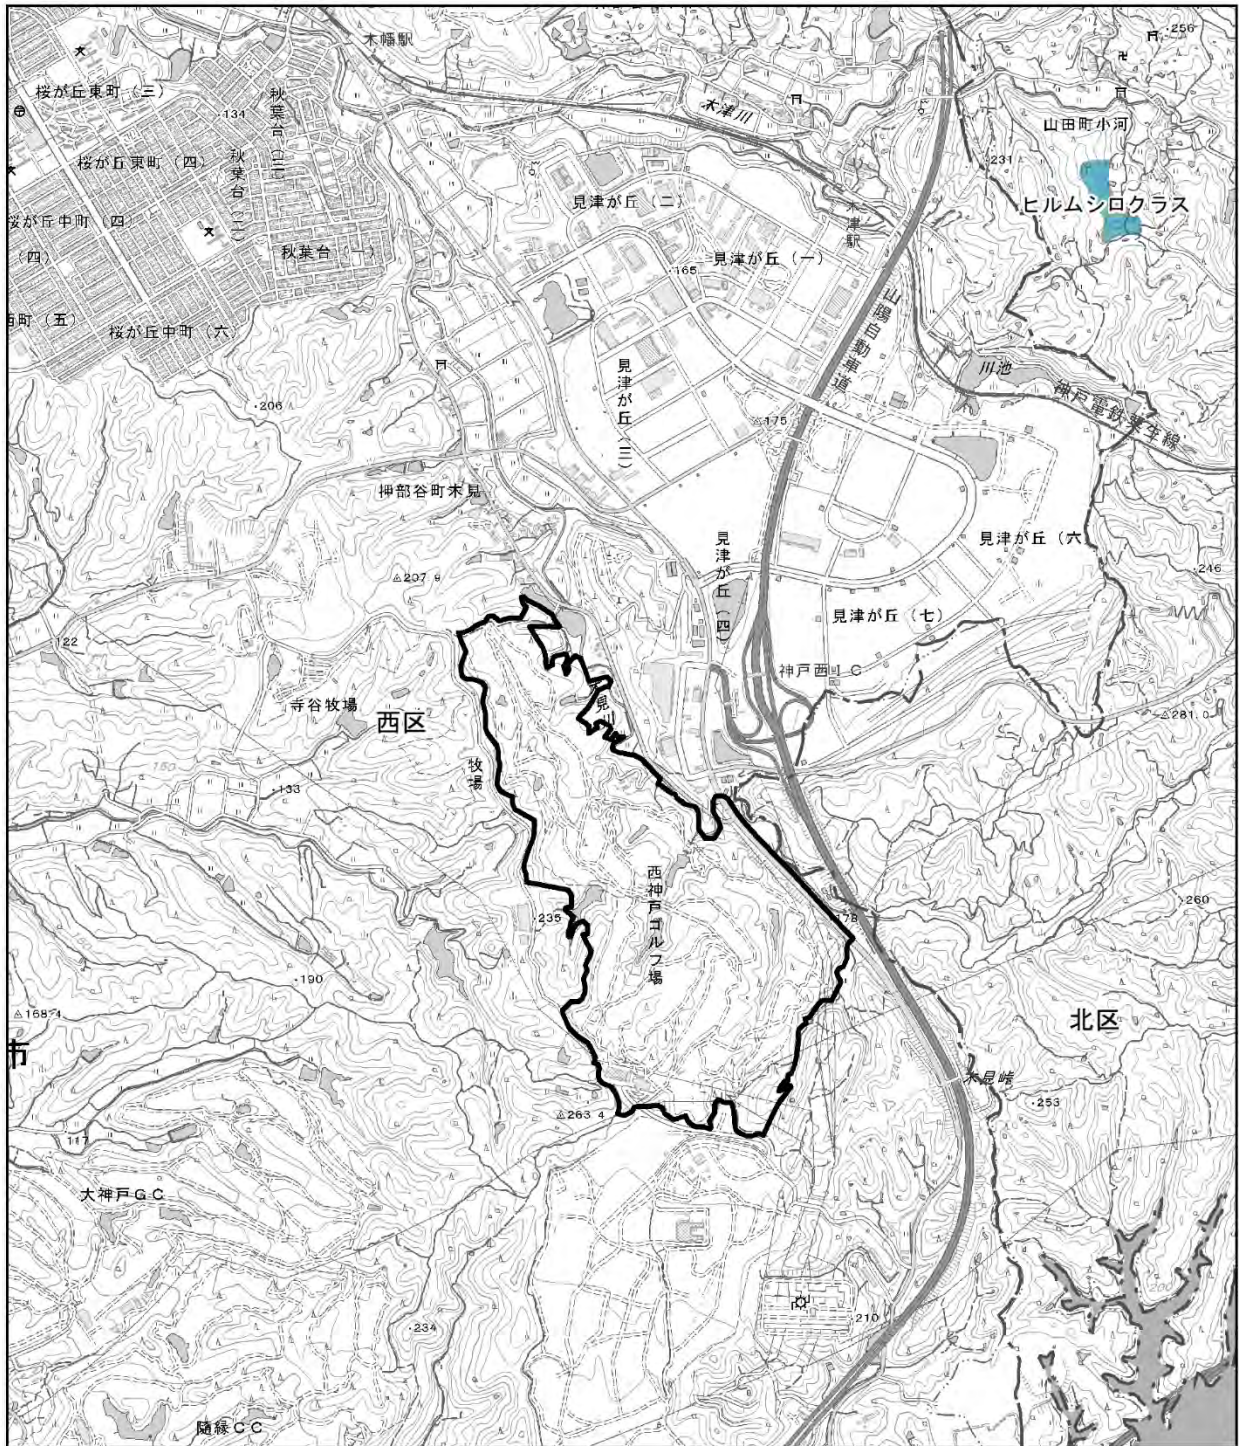 木幡駅
・256
桜が丘東町（三）
秋葉台（三）
・134
木津川
山田町小河
桜が丘東町（四）
秋葉台（二）
・231
ヒルムシロクラス
見津が丘（二）
木津駅
桜が丘中町（四）
（四）
秋葉台（一）
見津が丘（一）
・165
山陽自動車道
町（五）
桜が丘中町（六）
川池
神戸電鉄粟生線
見津が丘（三）
・206
△175
押部谷町木見
見津が丘（四）
見津が丘（六）
・246
△207.9
見津が丘（七）
・122
神戸西ＩＣ
寺谷牧場
西区
木見川
△281.0
150
牧場
・133
西神戸ゴルフ場
・235
・178
・260
・190
△168.4
北区
市
木見峠
△263.4
・253
117
大神戸ＧＣ
・210
・234
随縁ＣＣ